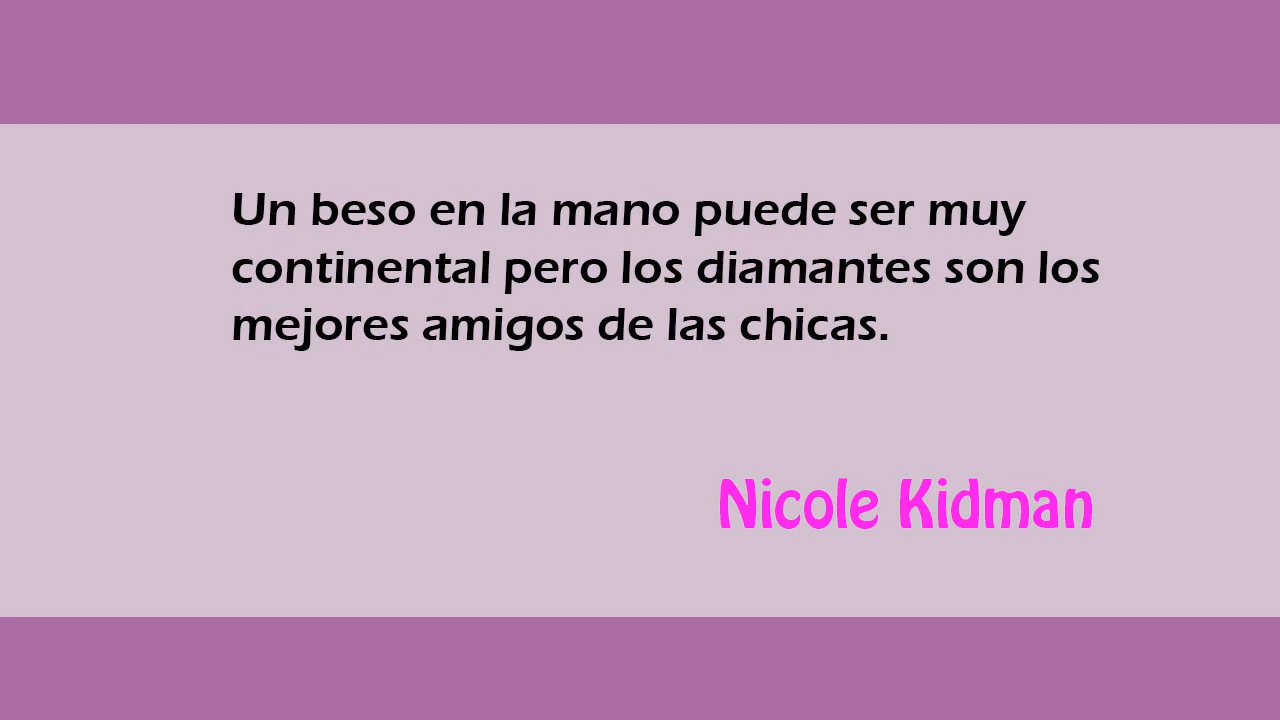 Un beso en la mano puede ser muy
continental pero los diamantes son los
mejores amigos de las chicas.
Nicole Kidman